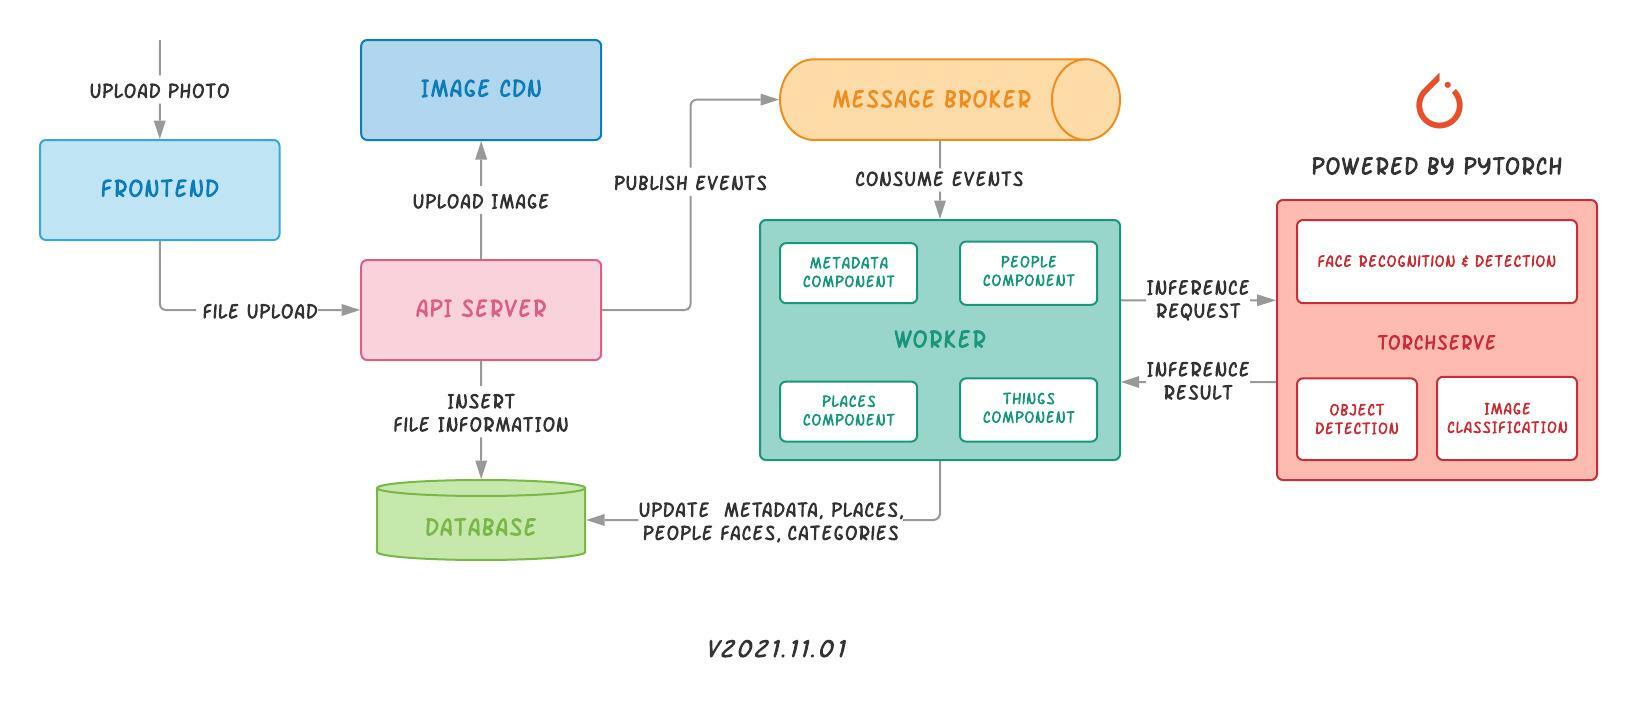 UPLOAD PHOTO
FRONTEND
FILE UPLOAD
IMAGE CDN
UPLOAD IMAGE
API SERVER
INSERT
FILE INFORMATION
DATABASE
PUBLISH EVENTS
MESSAGE BROKER
CONSUME EVENTS
METADATA
COMPONENT
PEOPLE
COMPONENT
WORKER
PLACES
COMPONENT
THINGS
COMPONENT
UPDATE METADATA, PLACES,
PEOPLE FACES, CATEGORIES
INFERENCE
REQUEST
INFERENCE
RESULT
POWERED BY PYTORCH
FACE RECOGNITION & DETECTION
TORCHSERVE
OBJECT
DETECTION
IMAGE
CLASSIFICATION
V2021.11.01